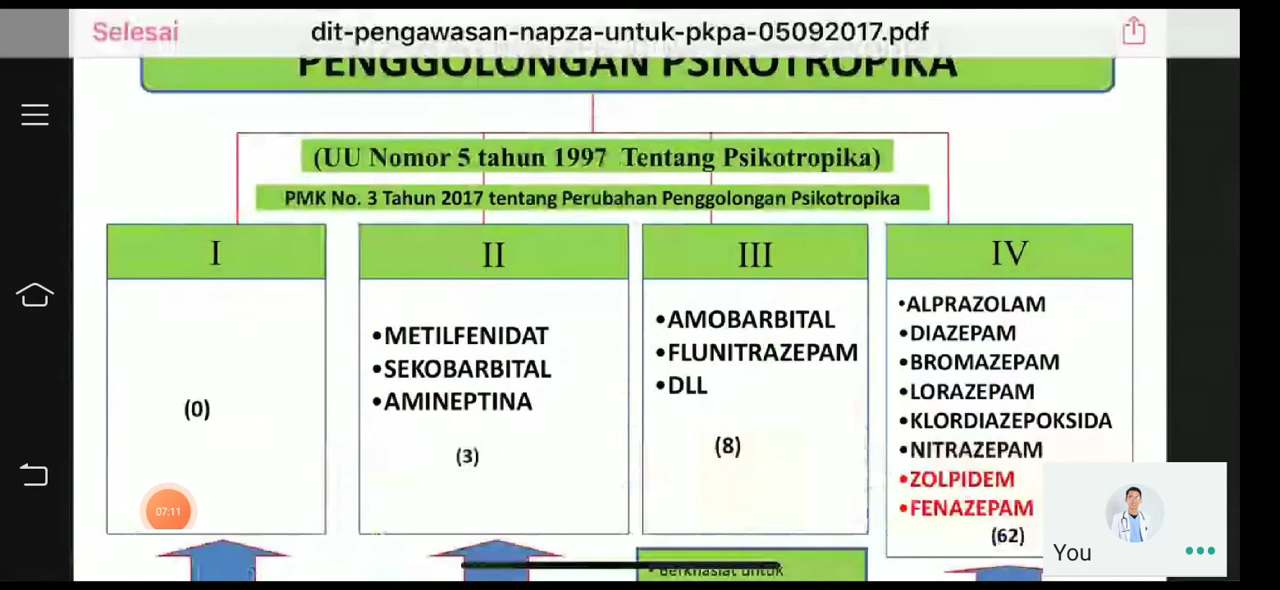 Selesai
dit-pengawasan-napza-untuk-pkpa-05092017.pdf
PENGGOLONGAN PSIKOTROPIKA
(UU Nomor 5 tahun 1997 Tentang Psikotropika)
PMK No. 3 Tahun 2017 tentang Perubahan Penggolongan Psikotropika
I
(0)
II
•METILFENIDAT
•SEKOBARBITAL
•AMINEPTINA
(3)
III
•AMOBARBITAL
•FLUNITRAZEPAM
•DLL
(8)
IV
•ALPRAZOLAM
•DIAZEPAM
•BROMAZEPAM
•LORAZEPAM
•KLORDIAZEPOKSIDA
•NITRAZEPAM
•ZOLPIDEM
•FENAZEPAM
(62)
07:11
You
• berkhasiat untuk